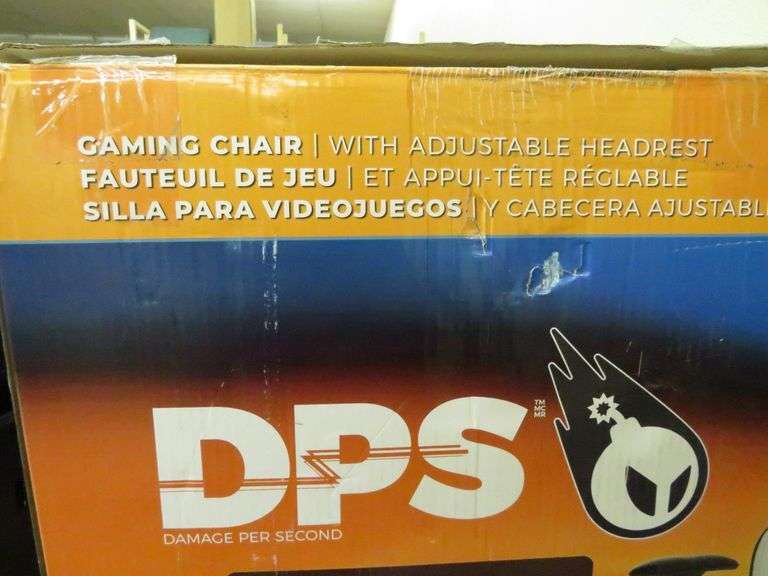 GAMING CHAIR | WITH ADJUSTABLE HEADREST
FAUTEUIL DE JEU | ET APPUI-TÊTE RÉGLABLE
SILLA PARA VIDEOJUEGOS | Y CABECERA AJUSTABL
DPS
TM
MC
MR
DAMAGE PER SECOND